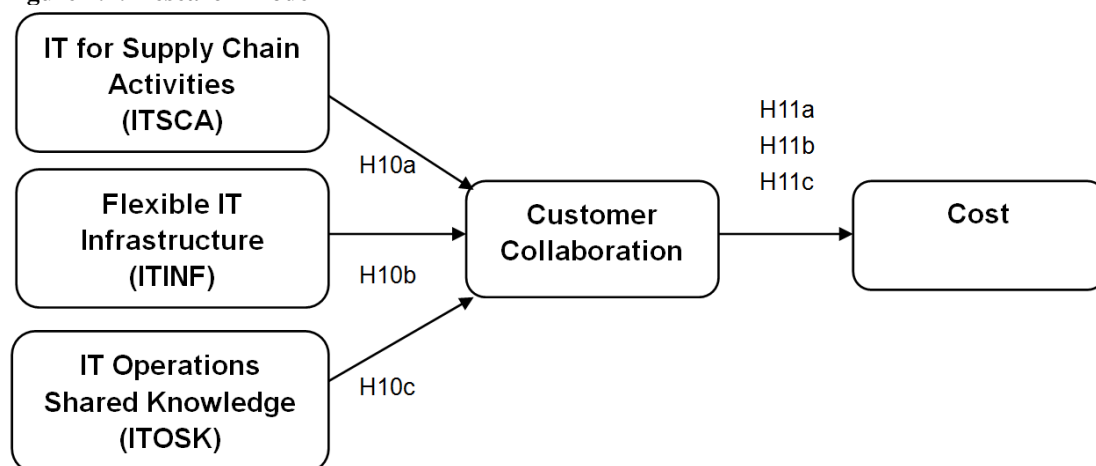 IT for Supply Chain
Activities
(ITSCA)
H10a
Flexible IT
Infrastructure
(ITINF)
H10b
IT Operations
Shared Knowledge
(ITOSK)
H10c
Customer
Collaboration
H11a
H11b
H11c
Cost